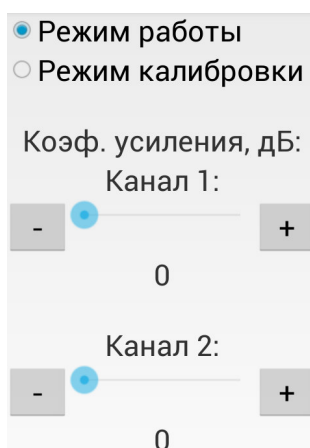 Режим работы
Режим калибровки
Коэф. усиления, дБ:
Канал 1:
- +
0
Канал 2:
- +
0